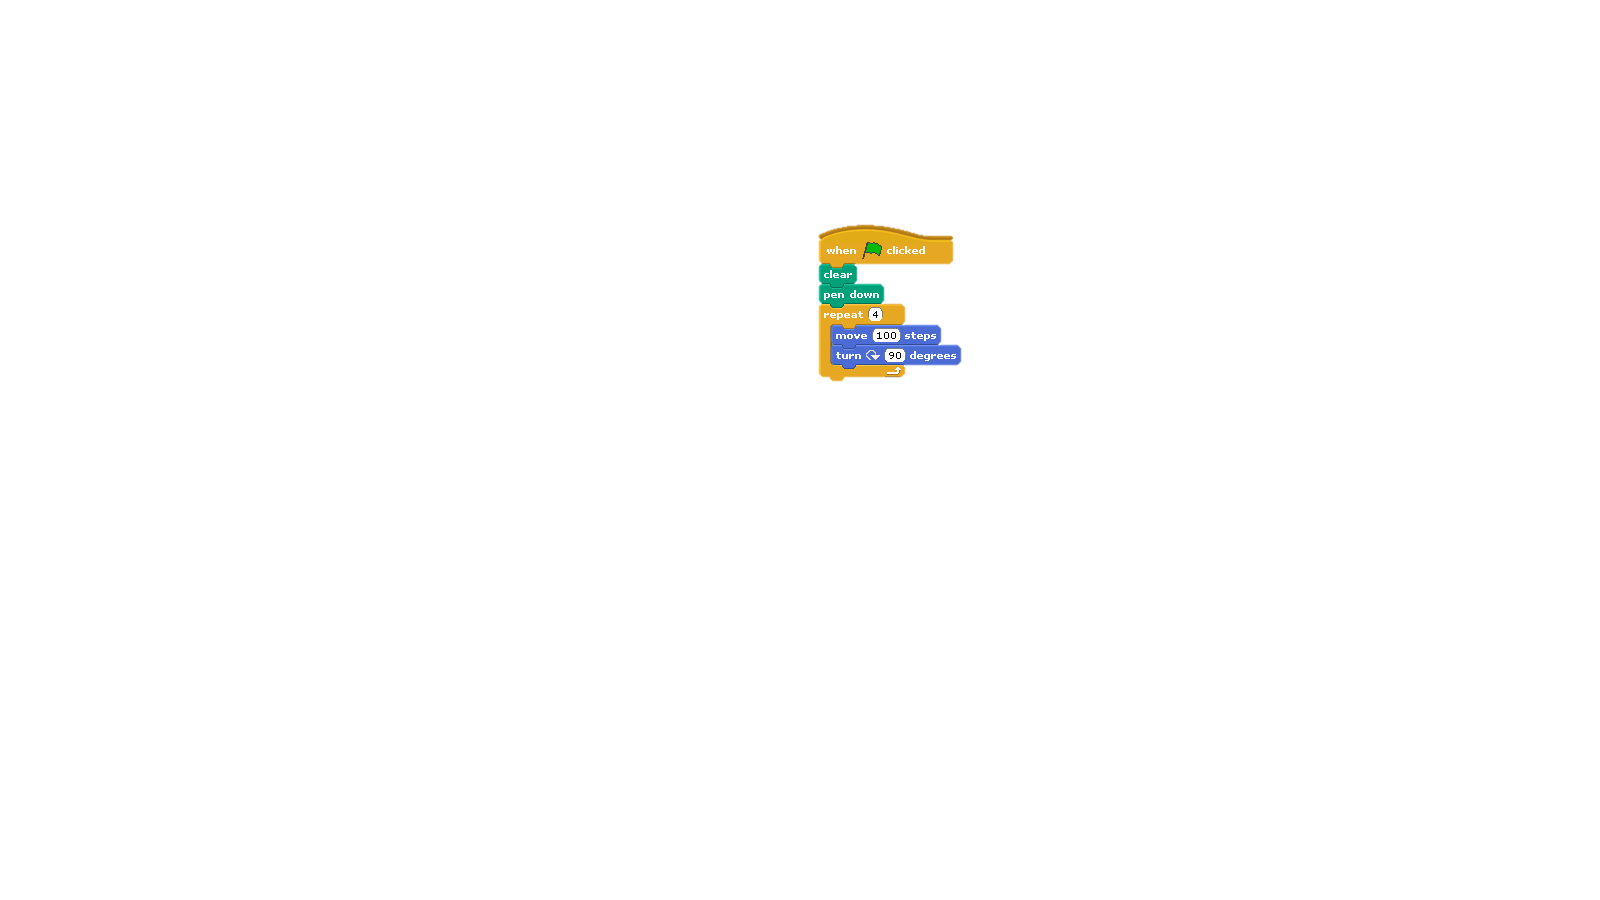 when clicked
clear
pen down
repeat 4
move 100 steps
turn 90 degrees